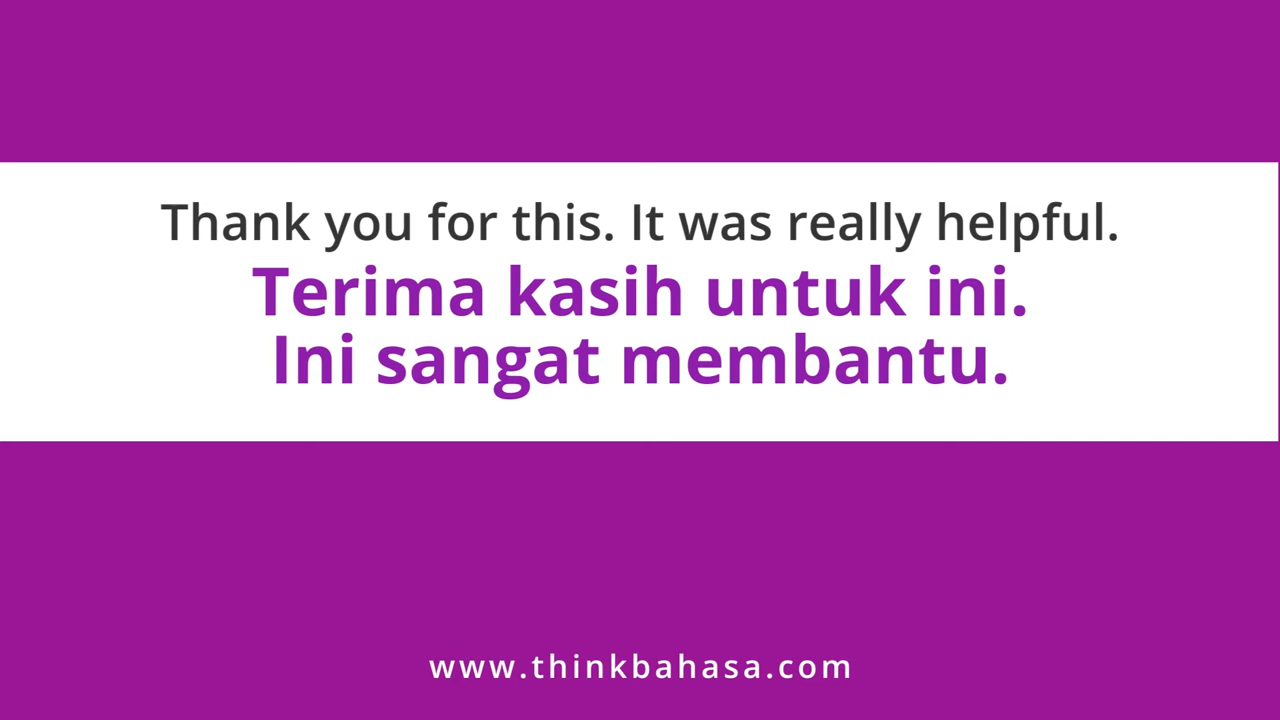 Thank you for this. It was really helpful.
Terima kasih untuk ini.
Ini sangat membantu.
www.thinkbahasa.com